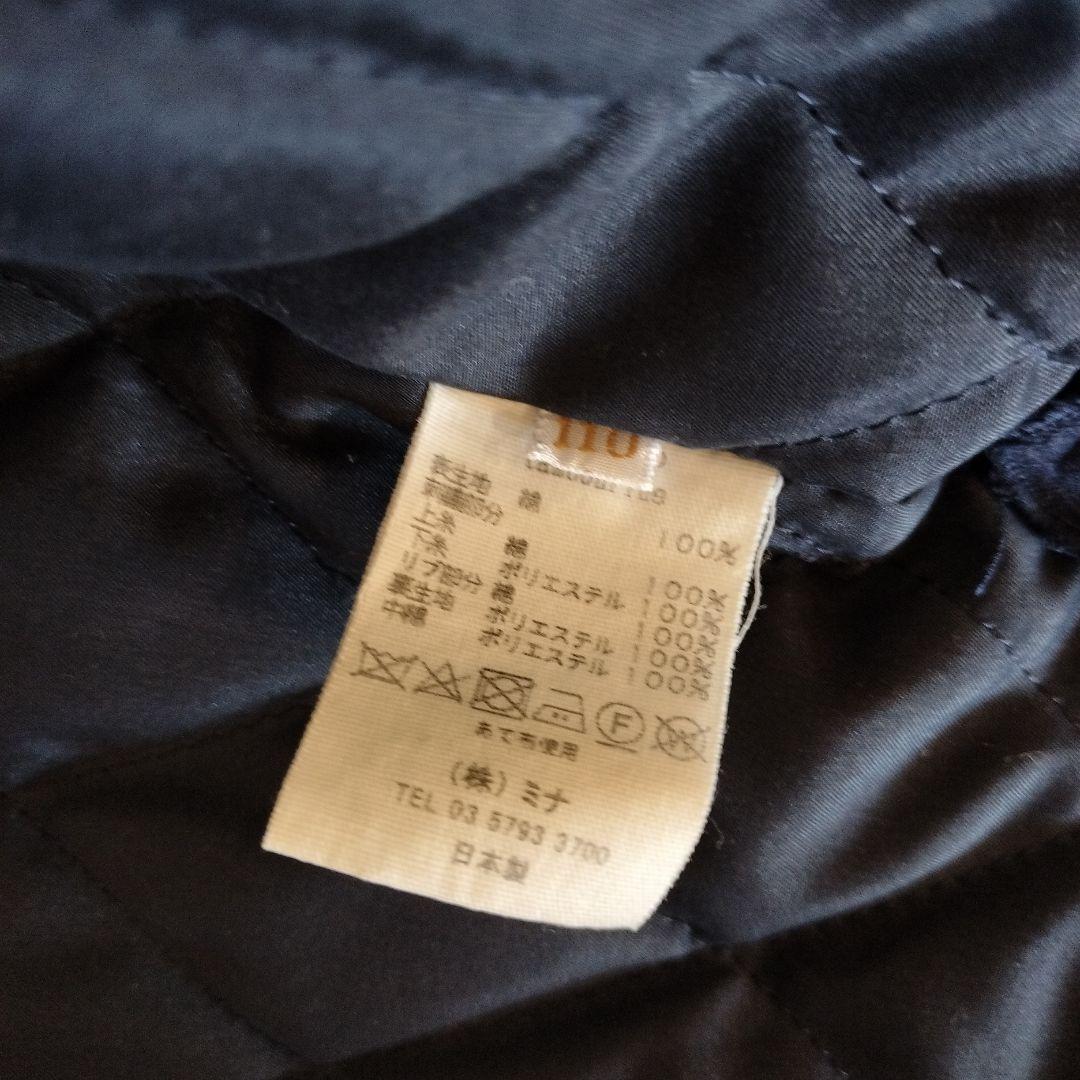 110
表生地 綿 100%
刺繍部分
上糸 綿 100%
下糸 ポリエステル 100%
リブ部分 綿 100%
裏生地 ポリエステル 100%
中綿 ポリエステル 100%
F
あて布使用
(株) ミナ
TEL 03 5793 3700
日本製